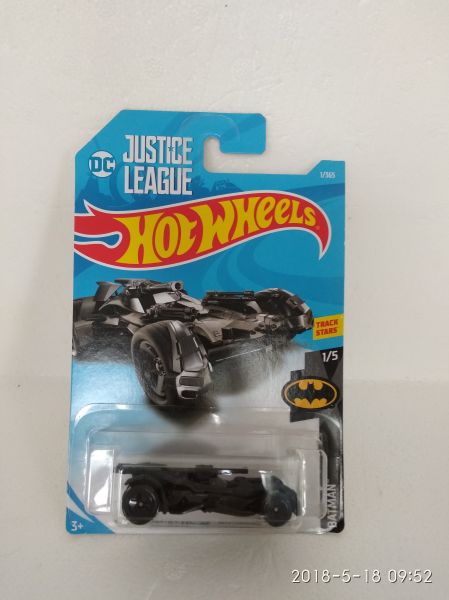 DC
JUSTICE
LEAGUE
1/365
HOT WHEELS
TRACK
STARS
1/5
BATMAN
3+
2018-5-18 09:52